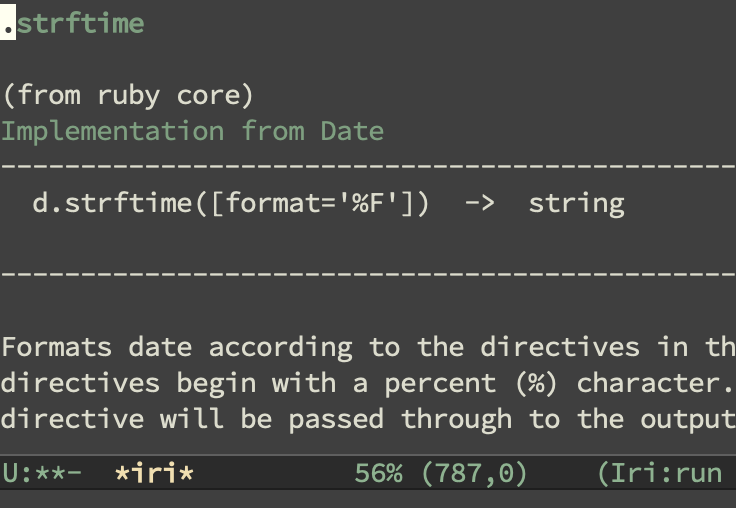 .strftime
(from ruby core)
Implementation from Date
----------------------------------------------
  d.strftime([format='%F'])  ->  string
----------------------------------------------
Formats date according to the directives in th
directives begin with a percent (%) character.
directive will be passed through to the output
U:**-  *iri*          56% (787,0)    (Iri:run